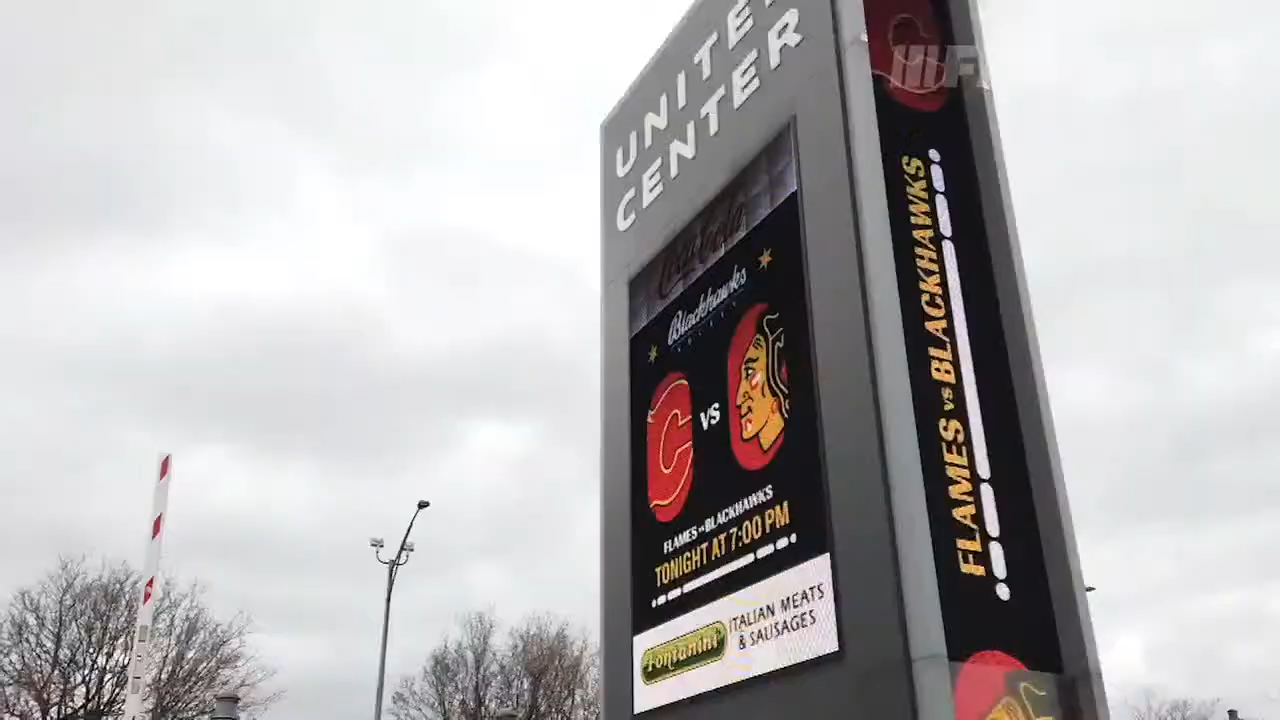 UNITED
CENTER
Coca-Cola
Blackhawks
VS
FLAMES vs BLACKHAWKS
TONIGHT AT 7:00 PM
Fontanini
ITALIAN MEATS
& SAUSAGES
FLAMES vs BLACKHAWKS